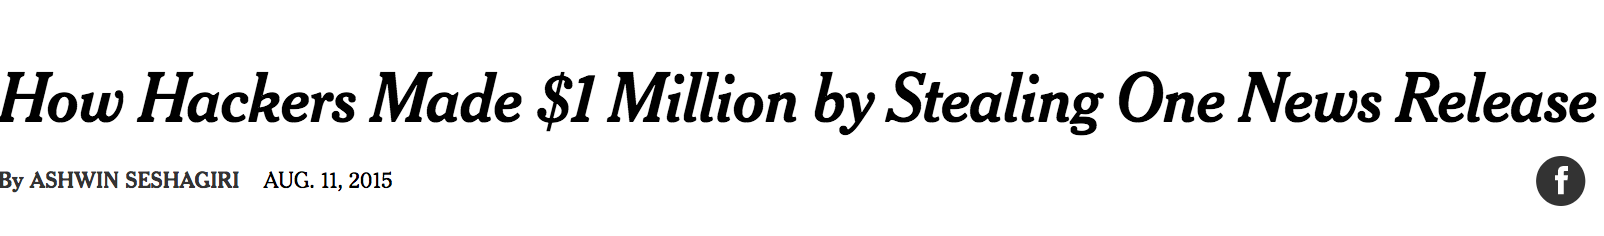 How Hackers Made $1 Million by Stealing One News Release
By ASHWIN SESHAGIRI AUG. 11, 2015